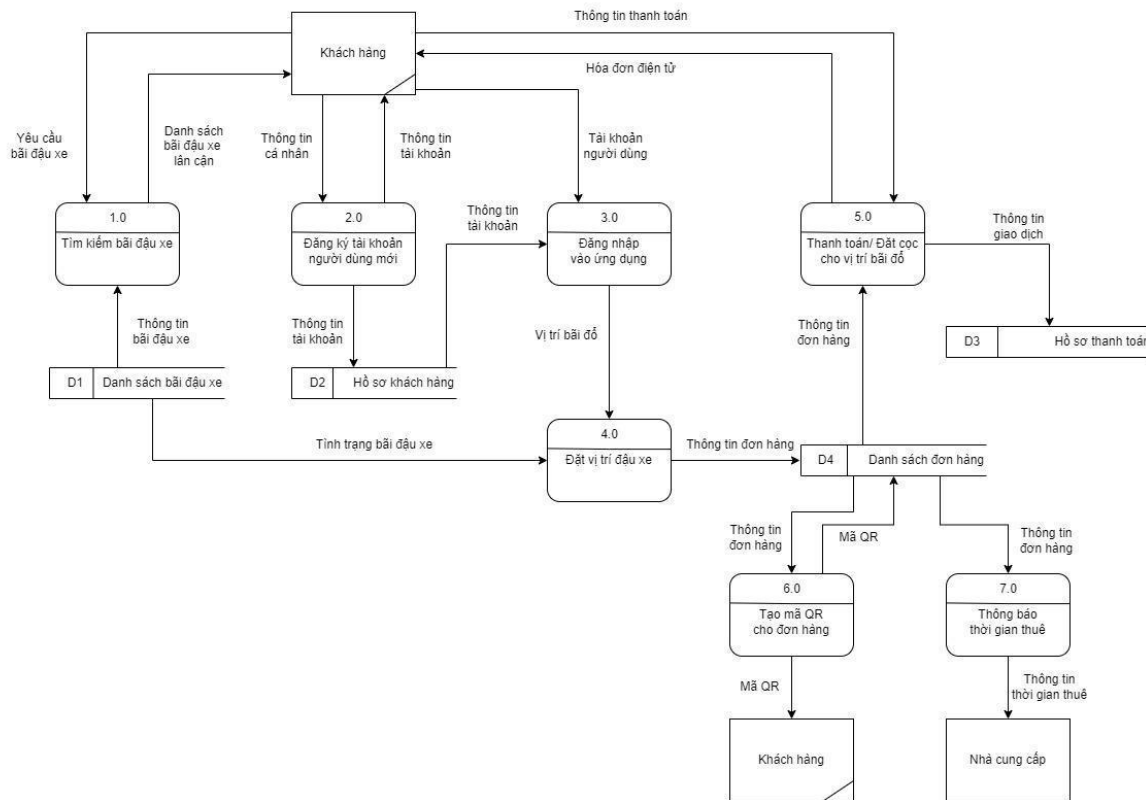 Thông tin thanh toán
Khách hàng
Hóa đơn điện tử
Yêu cầu
bãi đậu xe
Danh sách
bãi đậu xe
lân cận
Thông tin
cá nhân
Thông tin
tài khoản
Tài khoản
người dùng
1.0
Tìm kiếm bãi đậu xe
2.0
Đăng ký tài khoản
người dùng mới
Thông tin
tài khoản
3.0
Đăng nhập
vào ứng dụng
5.0
Thanh toán/ Đăt cọc
cho vị trí bãi đổ
Thông tin
giao dịch
Thông tin
bãi đậu xe
Thông tin
tài khoản
Vị trí bãi đổ
Thông tin
đơn hàng
D3
Hồ sơ thanh toán
D1
Danh sách bãi đậu xe
D2
Hồ sơ khách hàng
Tình trạng bãi đậu xe
4.0
Đặt vị trí đậu xe
Thông tin đơn hàng
D4
Danh sách đơn hàng
Thông tin
đơn hàng
Mã QR
Thông tin
đơn hàng
6.0
Tạo mã QR
cho đơn hàng
7.0
Thông báo
thời gian thuê
Mã QR
Thông tin
thời gian thuê
Khách hàng
Nhà cung cấp